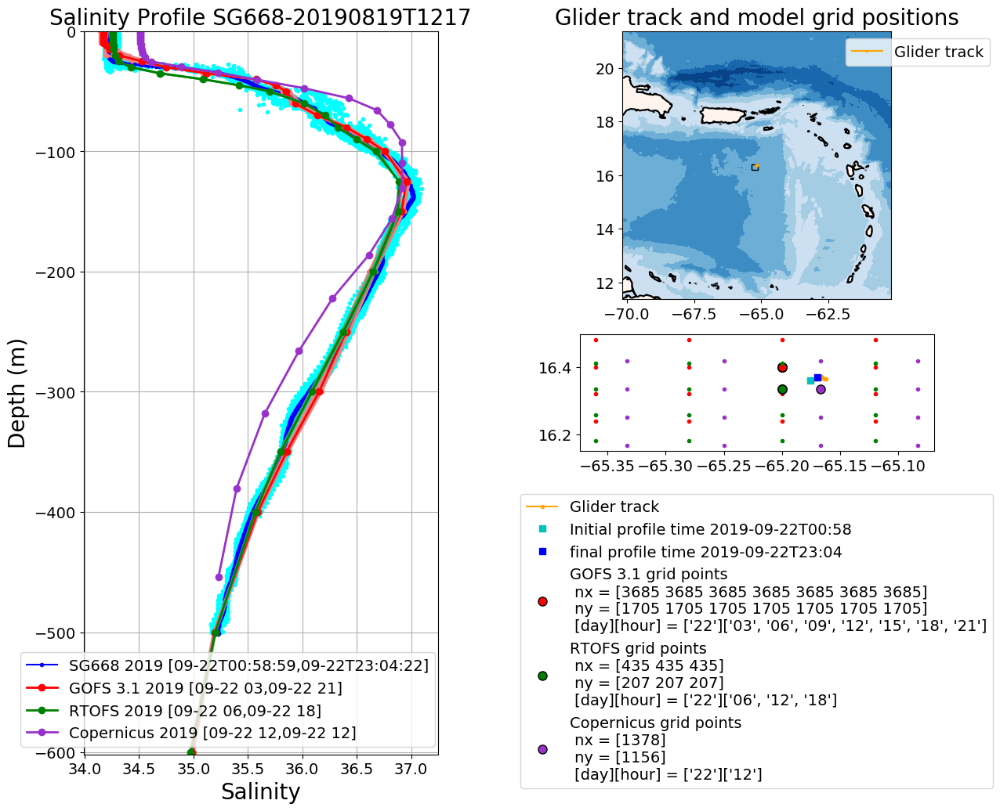 Salinity Profile SG668-20190819T1217
Glider track and model grid positions
0
−100
−200
−300
−400
−500
−600
Depth (m)
34.0 34.5 35.0 35.5 36.0 36.5 37.0
Salinity
SG668 2019 [09-22T00:58:59,09-22T23:04:22]
GOFS 3.1 2019 [09-22 03,09-22 21]
RTOFS 2019 [09-22 06,09-22 18]
Copernicus 2019 [09-22 12,09-22 12]
Glider track
20
18
16
14
12
−70.0 −67.5 −65.0 −62.5
16.4
16.2
−65.35 −65.30 −65.25 −65.20 −65.15 −65.10
Glider track
Initial profile time 2019-09-22T00:58
final profile time 2019-09-22T23:04
GOFS 3.1 grid points
nx = [3685 3685 3685 3685 3685 3685 3685]
ny = [1705 1705 1705 1705 1705 1705 1705]
[day][hour] = ['22']['03', '06', '09', '12', '15', '18', '21']
RTOFS grid points
nx = [435 435 435]
ny = [207 207 207]
[day][hour] = ['22']['06', '12', '18']
Copernicus grid points
nx = [1378]
ny = [1156]
[day][hour] = ['22']['12']